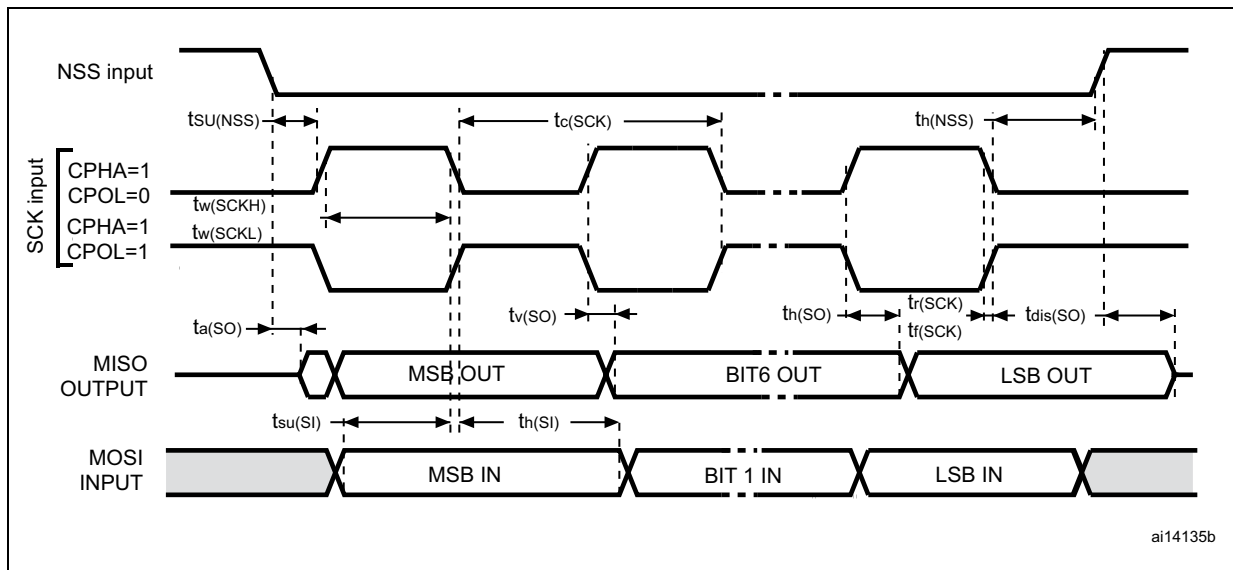 NSS input
tSU(NSS)
tc(SCK)
th(NSS)
SCK input
CPHA=1
CPOL=0
tw(SCKH)
CPHA=1
tw(SCKL)
CPOL=1
ta(SO)
tv(SO)
th(SO)
tr(SCK)
tf(SCK)
tdis(SO)
MISO
OUTPUT
MSB OUT
BIT6 OUT
LSB OUT
tsu(SI)
th(SI)
MOSI
INPUT
MSB IN
BIT 1 IN
LSB IN
ai14135b